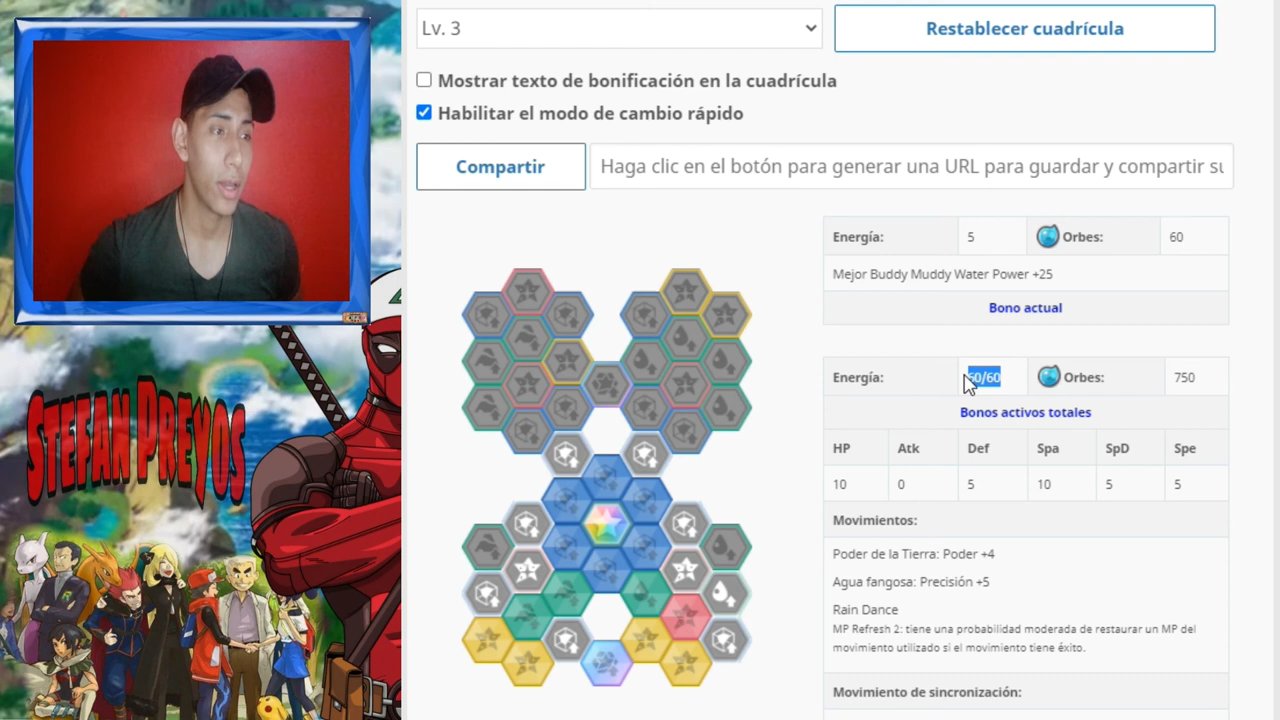 Lv. 3
Restablecer cuadrícula
Mostrar texto de bonificación en la cuadrícula
Habilitar el modo de cambio rápido
Compartir
Haga clic en el botón para generar una URL para guardar y compartir su
Energía: 5 Orbes: 60
Mejor Buddy Muddy Water Power +25
Bono actual
Energía: 60/60 Orbes: 750
Bonos activos totales
HP Atk Def Spa SpD Spe
10 0 5 10 5 5
Movimientos:
Poder de la Tierra: Poder +4
Agua fangosa: Precisión +5
Rain Dance
MP Refresh 2: tiene una probabilidad moderada de restaurar un MP del
movimiento utilizado si el movimiento tiene éxito.
Movimiento de sincronización:
STEFAN PREYOS